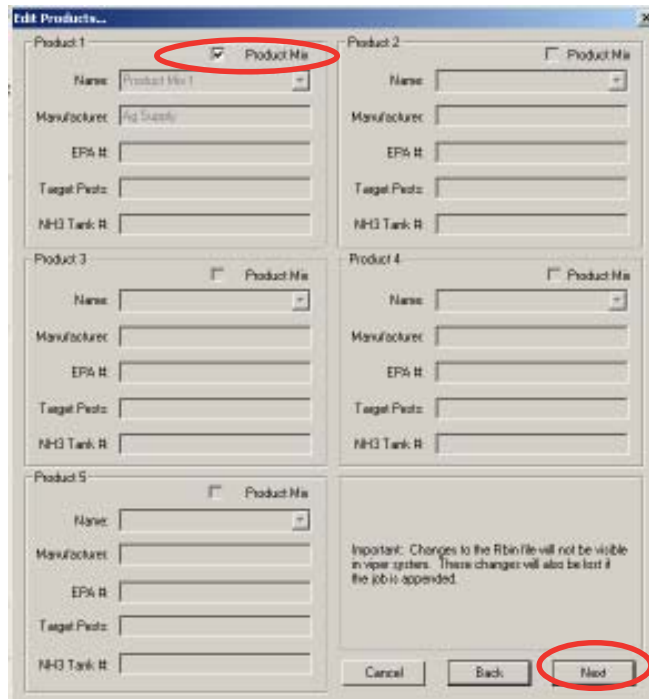 Edit Products...
Product 1
Product Mix
Name:
Product Mix 1
Manufacturer:
Ag Supply
EPA #:
Target Pests:
NH3 Tank #:
Product 2
Product Mix
Name:
Manufacturer:
EPA #:
Target Pests:
NH3 Tank #:
Product 3
Product Mix
Name:
Manufacturer:
EPA #:
Target Pests:
NH3 Tank #:
Product 4
Product Mix
Name:
Manufacturer:
EPA #:
Target Pests:
NH3 Tank #:
Product 5
Product Mix
Name:
Manufacturer:
EPA #:
Target Pests:
NH3 Tank #:
Important: Changes to the Rbin file will not be visible
in viper system. These changes will also be lost if
the job is appended.
Cancel
Back
Next